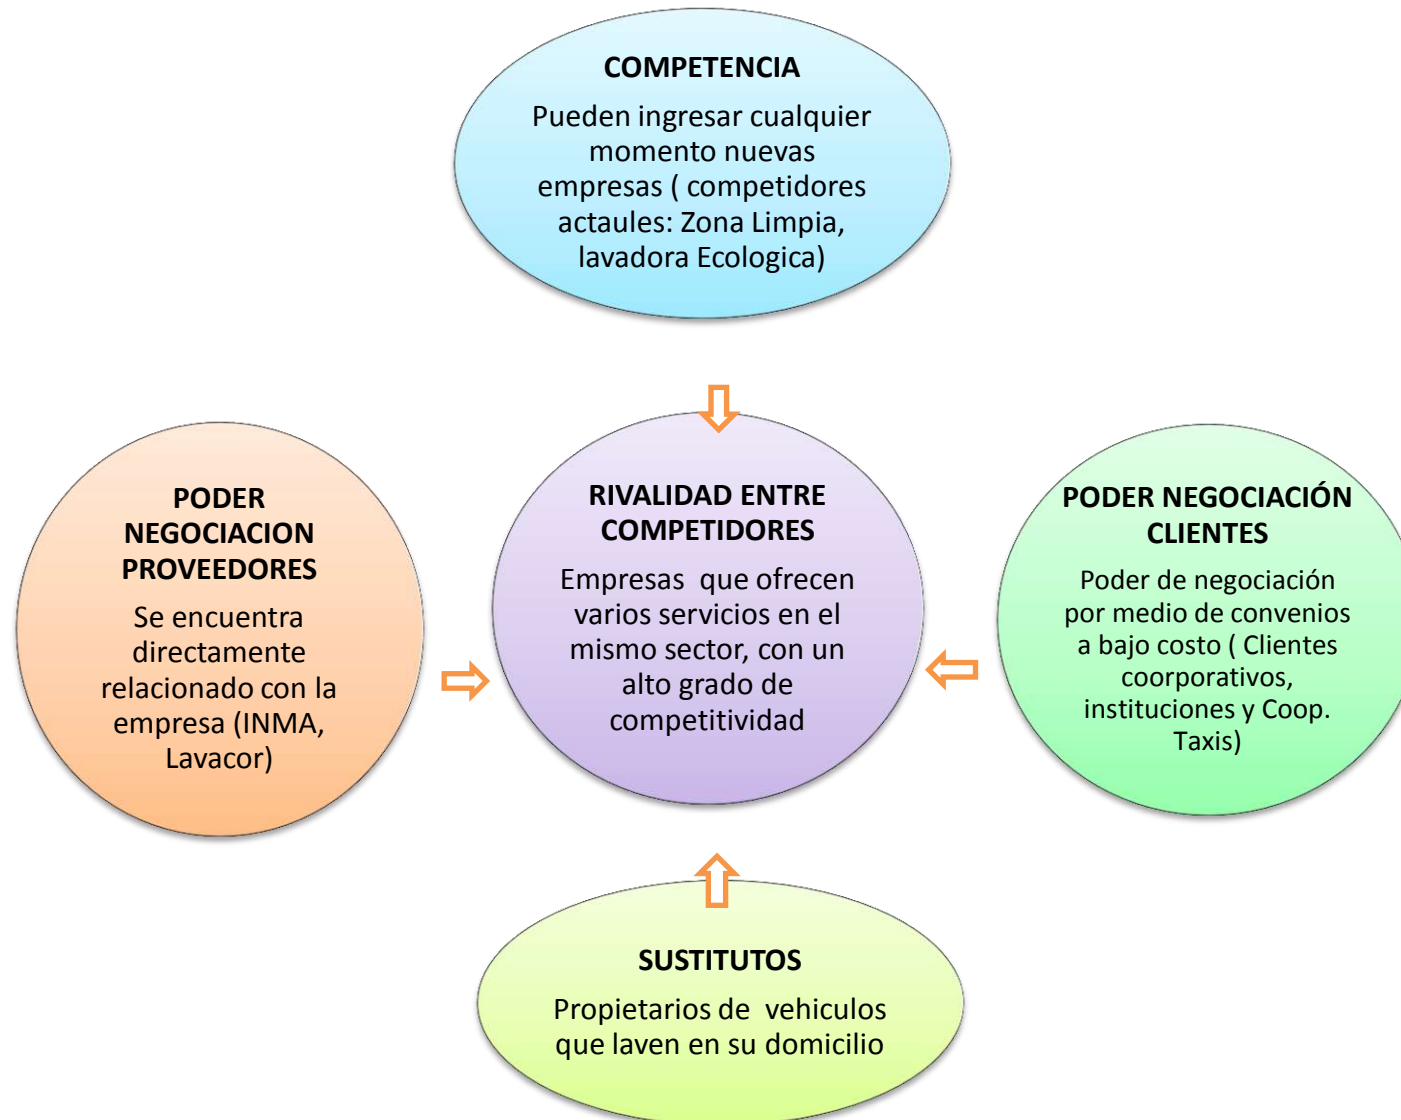 COMPETENCIA
Pueden ingresar cualquier
momento nuevas
empresas ( competidores
actaules: Zona Limpia,
lavadora Ecologica)
PODER
NEGOCIACION
PROVEEDORES
Se encuentra
directamente
relacionado con la
empresa (INMA,
Lavacor)
RIVALIDAD ENTRE
COMPETIDORES
Empresas  que ofrecen
varios servicios en el
mismo sector, con un
alto grado de
competitividad
PODER NEGOCIACIÓN
CLIENTES
Poder de negociación
por medio de convenios
a bajo costo ( Clientes
coorporativos,
instituciones y Coop.
Taxis)
SUSTITUTOS
Propietarios de  vehiculos
que laven en su domicilio